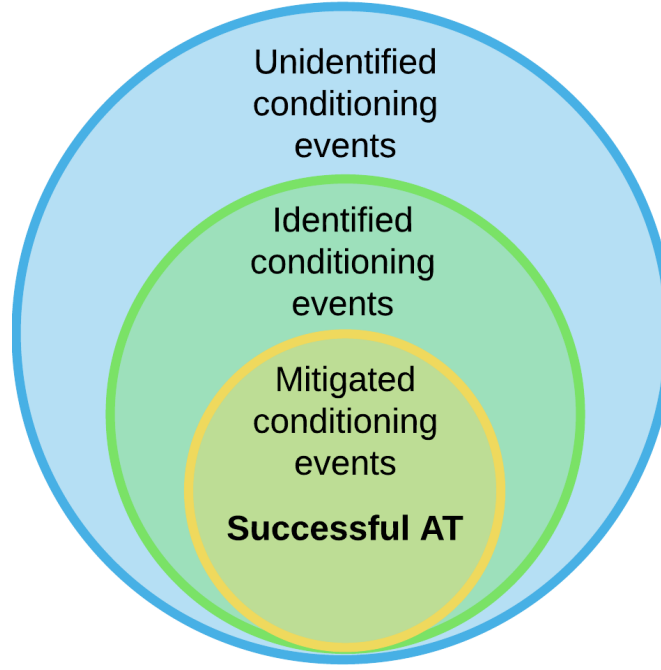 Unidentified
conditioning
events
Identified
conditioning
events
Mitigated
conditioning
events
Successful AT